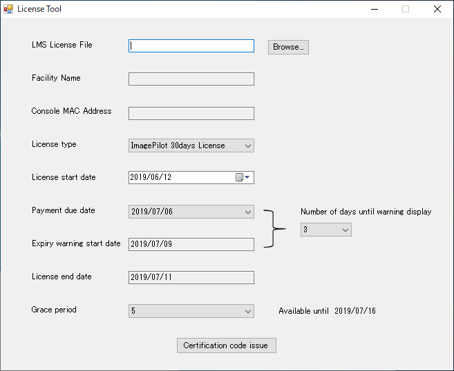 License Tool
LMS License File
Browse...
Facility Name
Console MAC Address
License type
ImagePilot 30days License
License start date
2019/06/12
Payment due date
2019/07/06
Number of days until warning display
3
Expiry warning start date
2019/07/09
License end date
2019/07/11
Grace period
5
Available until 2019/07/16
Certification code issue